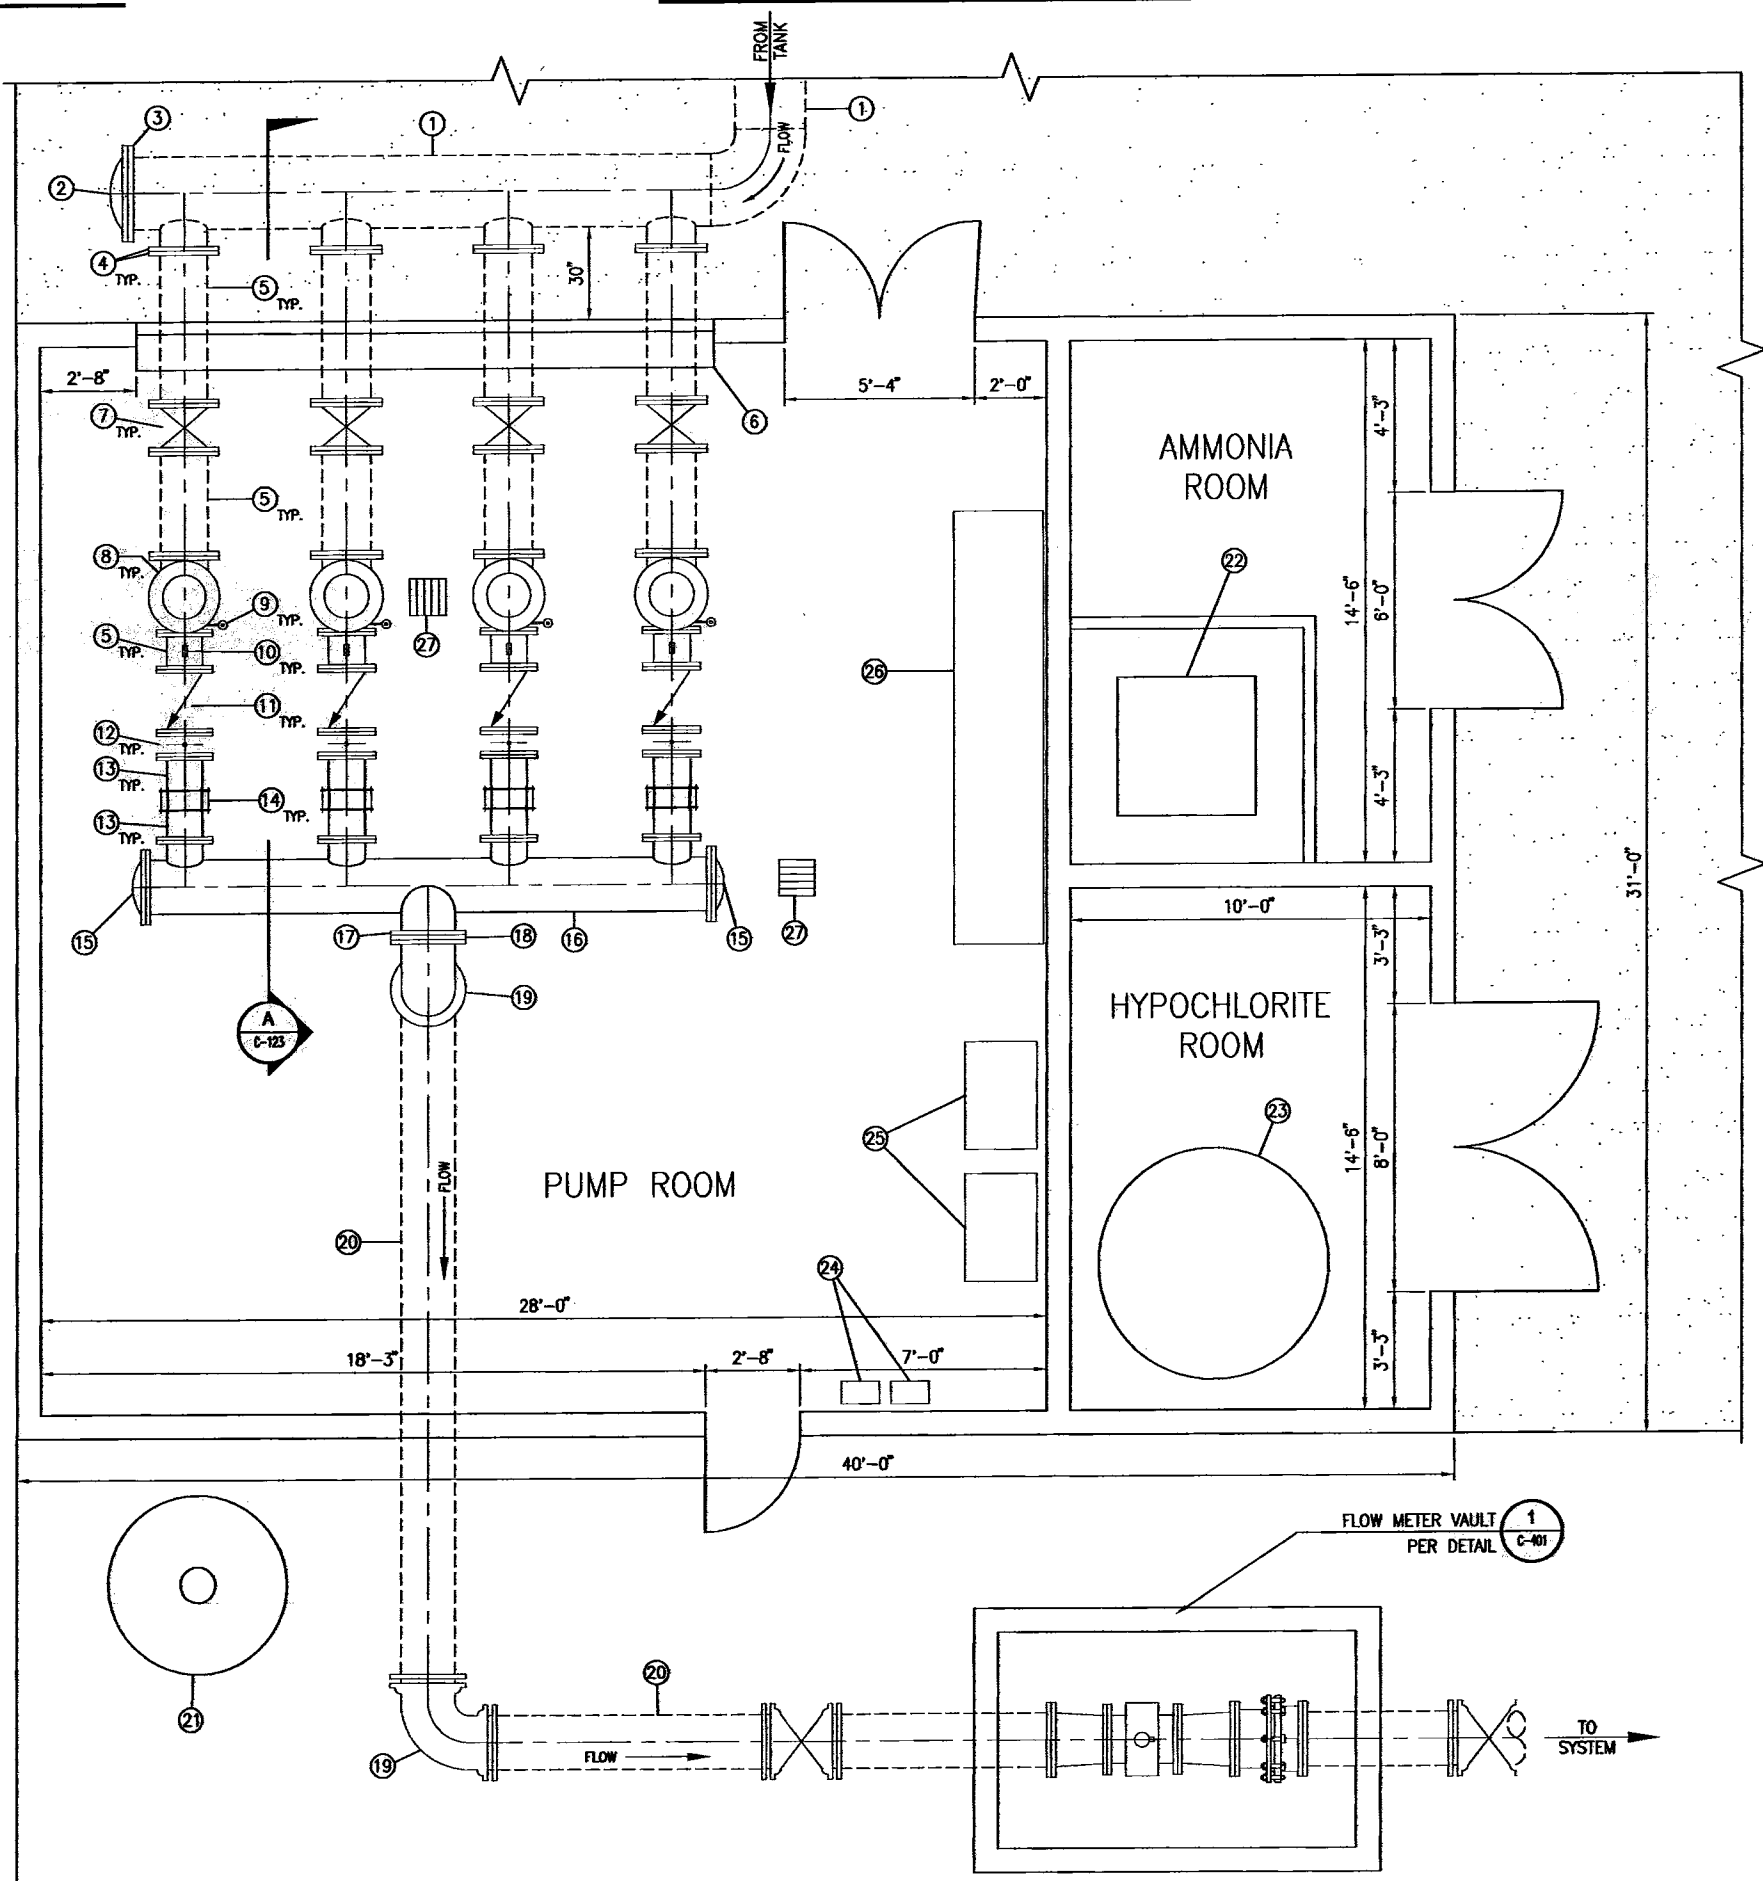 FROM
TANK
1
FLOW
3
1
2
4
TYP.
5
TYP.
30"
2'-8"
5'-4"
2'-0"
7
TYP.
6
4'-3"
AMMONIA
ROOM
5
TYP.
8
TYP.
9
TYP.
5
TYP.
10
TYP.
27
22
14'-6"
6'-0"
26
11
TYP.
12
TYP.
13
TYP.
14
TYP.
13
TYP.
4'-3"
31'-0"
15
17
18
16
15
27
10'-0"
3'-3"
19
A
C-123
HYPOCHLORITE
ROOM
25
23
14'-6"
8'-0"
FLOW
PUMP ROOM
20
24
28'-0"
18'-3"
2'-8"
7'-0"
3'-3"
40'-0"
FLOW METER VAULT
PER DETAIL
1
C-401
21
20
19
FLOW
TO
SYSTEM